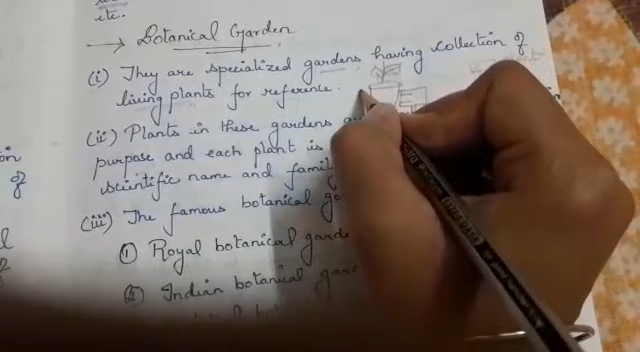 etc.
Botanical Garden
(i) They are specialized gardens having collection of
living plants for reference.
(ii) Plants in these gardens
purpose and each plant is
scientific name and famil
(iii) The famous botanical
① Royal botanical garde
② Indian botanical gar
of